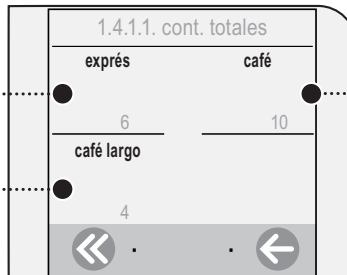 1.4.1.1. cont. totales
exprés café
6 10
café largo
4